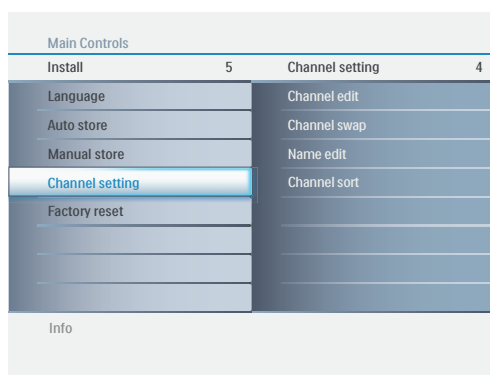 Main Controls
Install 5 Channel setting 4
Language Channel edit
Auto store Channel swap
Manual store Name edit
Channel setting Channel sort
Factory reset
Info